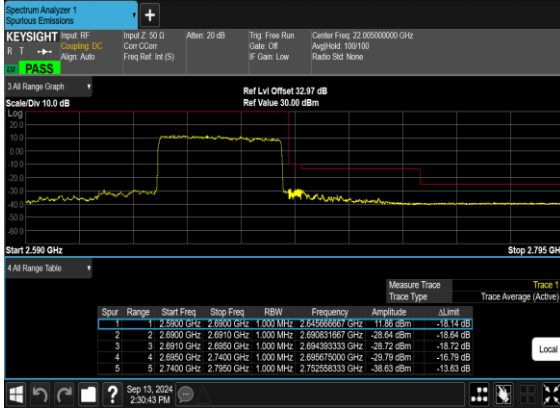 Spectrum Analyzer 1
Spurious Emissions
KEYSIGHT Input: RF Input Z: 50 Ω Atten: 20 dB Trig: Free Run Center Freq: 22.005000000 GHz
R T Coupling: DC Corr CCorr Gate: Off Avg|Hold: 100/100
Align: Auto Freq Ref: Int (S) IF Gain: Low Radio Std: None
PASS
3 All Range Graph
Ref Lvl Offset 32.97 dB
Scale/Div 10.0 dB Ref Value 30.00 dBm
Log
20.0
10.0
0.00
-10.0
-20.0
-30.0
-40.0
-50.0
-60.0
Start 2.590 GHz Stop 2.795 GH
4 All Range Table
Measure Trace Trace 1
Trace Type Trace Average (Active)
Spur Range Start Freq Stop Freq RBW Frequency Amplitude ΔLimit
1 1 2.5900 GHz 2.6900 GHz 1.000 MHz 2.645666667 GHz 11.86 dBm -18.14 dB
2 2 2.6900 GHz 2.6910 GHz 1.000 MHz 2.690831667 GHz -28.64 dBm -18.64 dB
3 3 2.6910 GHz 2.6950 GHz 1.000 MHz 2.694393333 GHz -28.72 dBm -18.72 dB
4 4 2.6950 GHz 2.7400 GHz 1.000 MHz 2.695675000 GHz -29.79 dBm -16.79 dB
5 5 2.7400 GHz 2.7950 GHz 1.000 MHz 2.752558333 GHz -38.63 dBm -13.63 dB
Local
Sep 13, 2024
2:30:43 PM